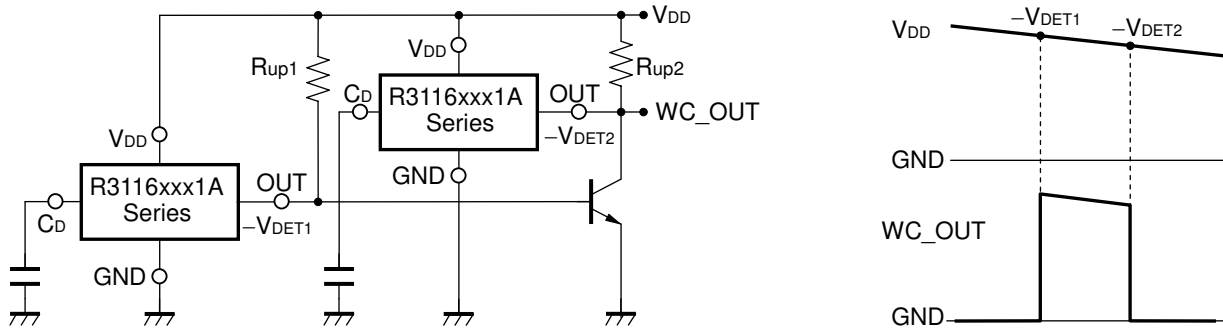 VDD
Rup1
VDD
Rup2
CD
R3116xxx1A
Series
OUT
WC_OUT
−VDET2
VDD
GND
R3116xxx1A
Series
OUT
CD
−VDET1
GND
−VDET1
−VDET2
VDD
GND
WC_OUT
GND